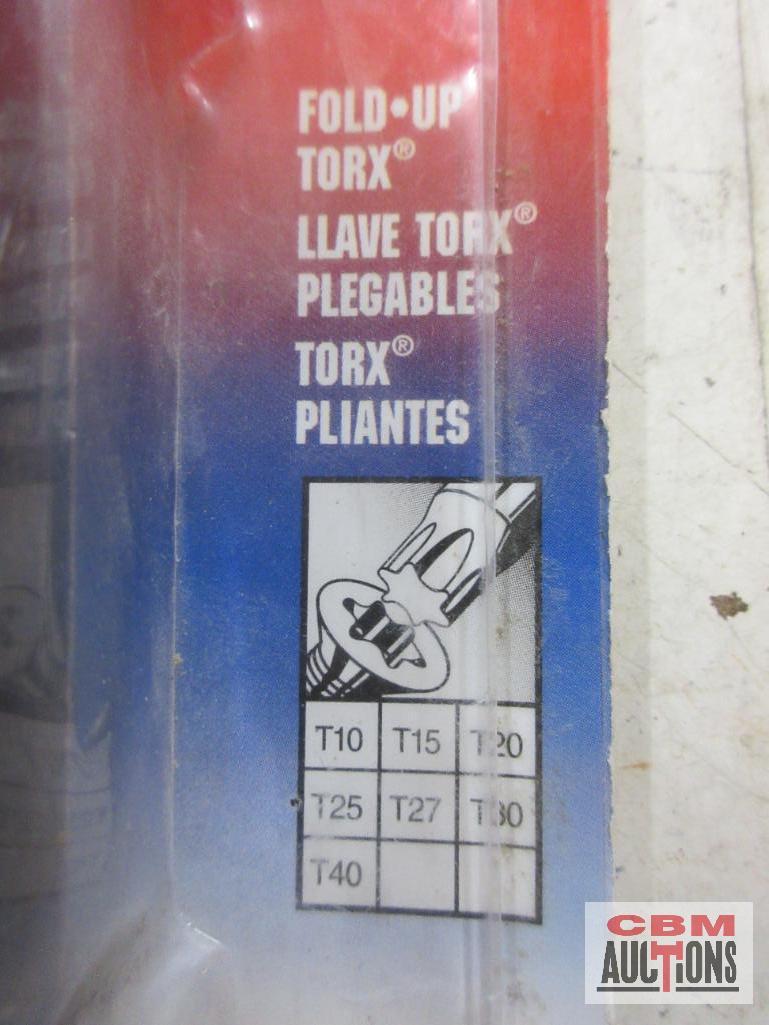 FOLD•UP
TORX®
LLAVE TORX®
PLEGABLES
TORX®
PLIANTES
T10 T15 T20
T25 T27 T30
T40
CBM
AUCTIONS